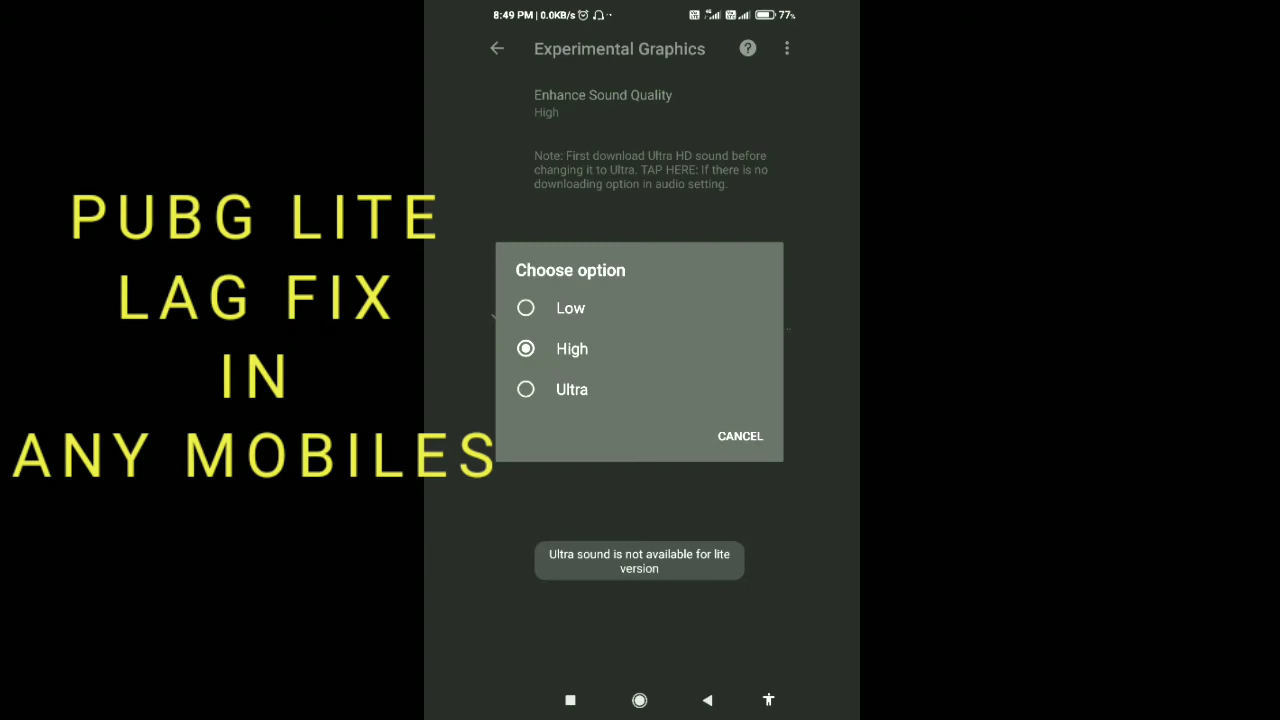 8:49 PM | 0.0KB/s
77%
Experimental Graphics
Enhance Sound Quality
High
Note: First download Ultra HD sound before
changing it to Ultra. TAP HERE: If there is no
downloading option in audio setting.
PUBG LITE
LAG FIX
IN
ANY MOBILES
Choose option
Low
High
Ultra
CANCEL
Ultra sound is not available for lite
version